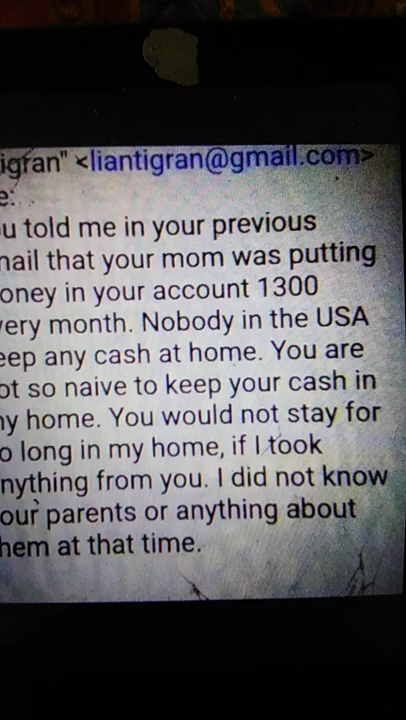 igran" <liantigran@gmail.com>
e:
u told me in your previous
nail that your mom was putting
oney in your account 1300
very month. Nobody in the USA
eep any cash at home. You are
ot so naive to keep your cash in
ny home. You would not stay for
o long in my home, if I took
nything from you. I did not know
our parents or anything about
hem at that time.